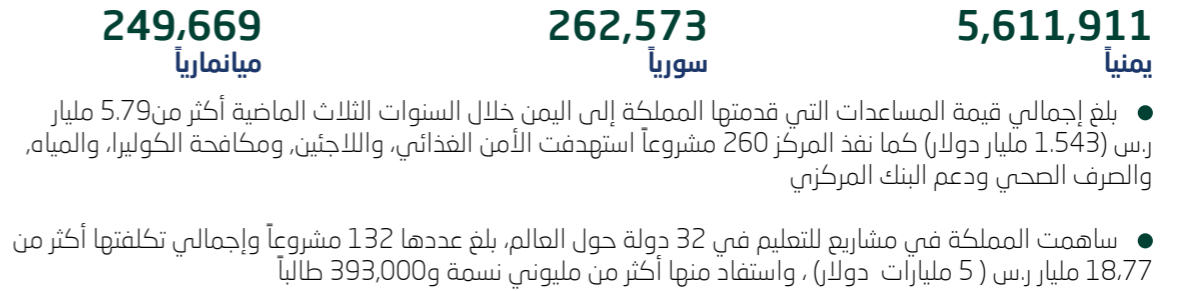 5,611,911 262,573 249,669
يمنياً سورياً ميانمارياً
● بلغ إجمالي قيمة المساعدات التي قدمتها المملكة إلى اليمن خلال السنوات الثلاث الماضية أكثر من5.79 مليار
ر.س (1.543 مليار دولار) كما نفذ المركز 260 مشروعاً استهدفت الأمن الغذائي، واللاجئين, ومكافحة الكوليرا، والمياه,
والصرف الصحي ودعم البنك المركزي
● ساهمت المملكة في مشاريع للتعليم في 32 دولة حول العالم، بلغ عددها 132 مشروعاً وإجمالي تكلفتها أكثر من
18،77 مليار ر.س ( 5 مليارات دولار) ، واستفاد منها أكثر من مليوني نسمة و393,000 طالباً